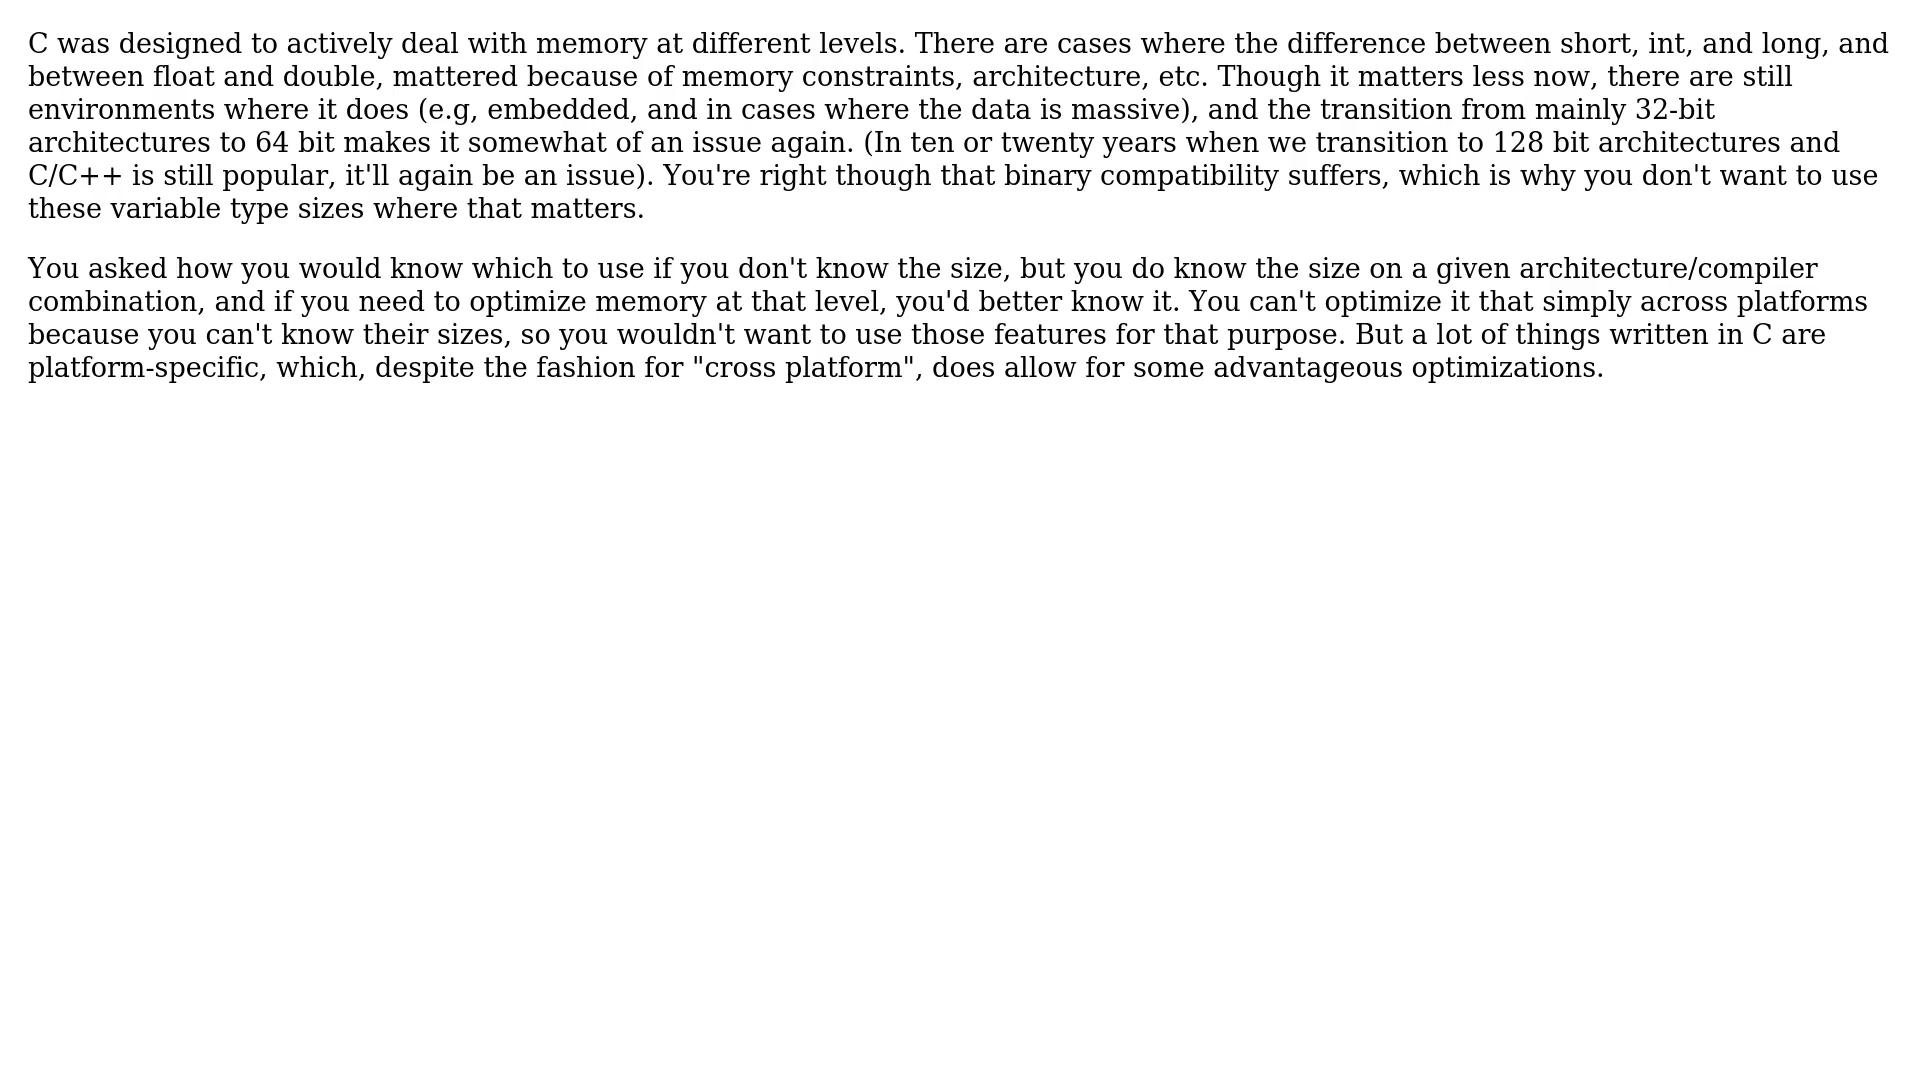 C was designed to actively deal with memory at different levels. There are cases where the difference between short, int, and long, and
between float and double, mattered because of memory constraints, architecture, etc. Though it matters less now, there are still
environments where it does (e.g, embedded, and in cases where the data is massive), and the transition from mainly 32-bit
architectures to 64 bit makes it somewhat of an issue again. (In ten or twenty years when we transition to 128 bit architectures and
C/C++ is still popular, it'll again be an issue). You're right though that binary compatibility suffers, which is why you don't want to use
these variable type sizes where that matters.
You asked how you would know which to use if you don't know the size, but you do know the size on a given architecture/compiler
combination, and if you need to optimize memory at that level, you'd better know it. You can't optimize it that simply across platforms
because you can't know their sizes, so you wouldn't want to use those features for that purpose. But a lot of things written in C are
platform-specific, which, despite the fashion for "cross platform", does allow for some advantageous optimizations.